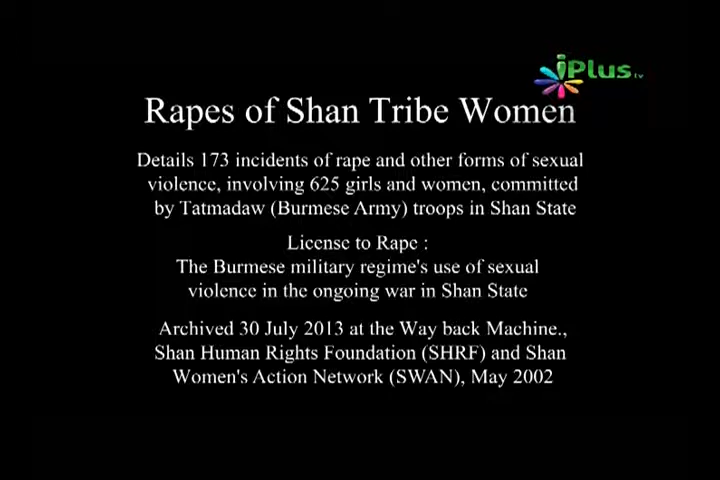 iPlus tv
Rapes of Shan Tribe Women
Details 173 incidents of rape and other forms of sexual
violence, involving 625 girls and women, committed
by Tatmadaw (Burmese Army) troops in Shan State
License to Rape :
The Burmese military regime's use of sexual
violence in the ongoing war in Shan State
Archived 30 July 2013 at the Way back Machine.,
Shan Human Rights Foundation (SHRF) and Shan
Women's Action Network (SWAN), May 2002